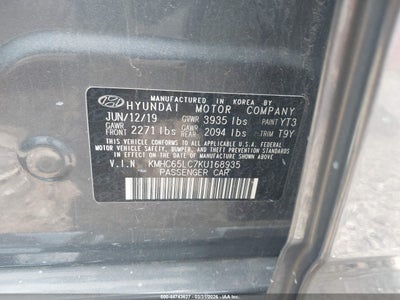 MANUFACTURED IN KOREA BY
HYUNDAI MOTOR COMPANY
JUN/12/19 GVWR 3935 lbs PAINT YT3
GAWR FRONT 2271 lbs GAWR REAR 2094 lbs TRIM T9Y
THIS VEHICLE CONFORMS TO ALL APPLICABLE U.S.A. FEDERAL
MOTOR VEHICLE SAFETY, BUMPER, AND THEFT PREVENTION
STANDARDS IN EFFECT ON THE DATE OF MANUFACTURE SHOWN ABOVE.
V.I.N. KMHC65LC7KU168935
PASSENGER CAR